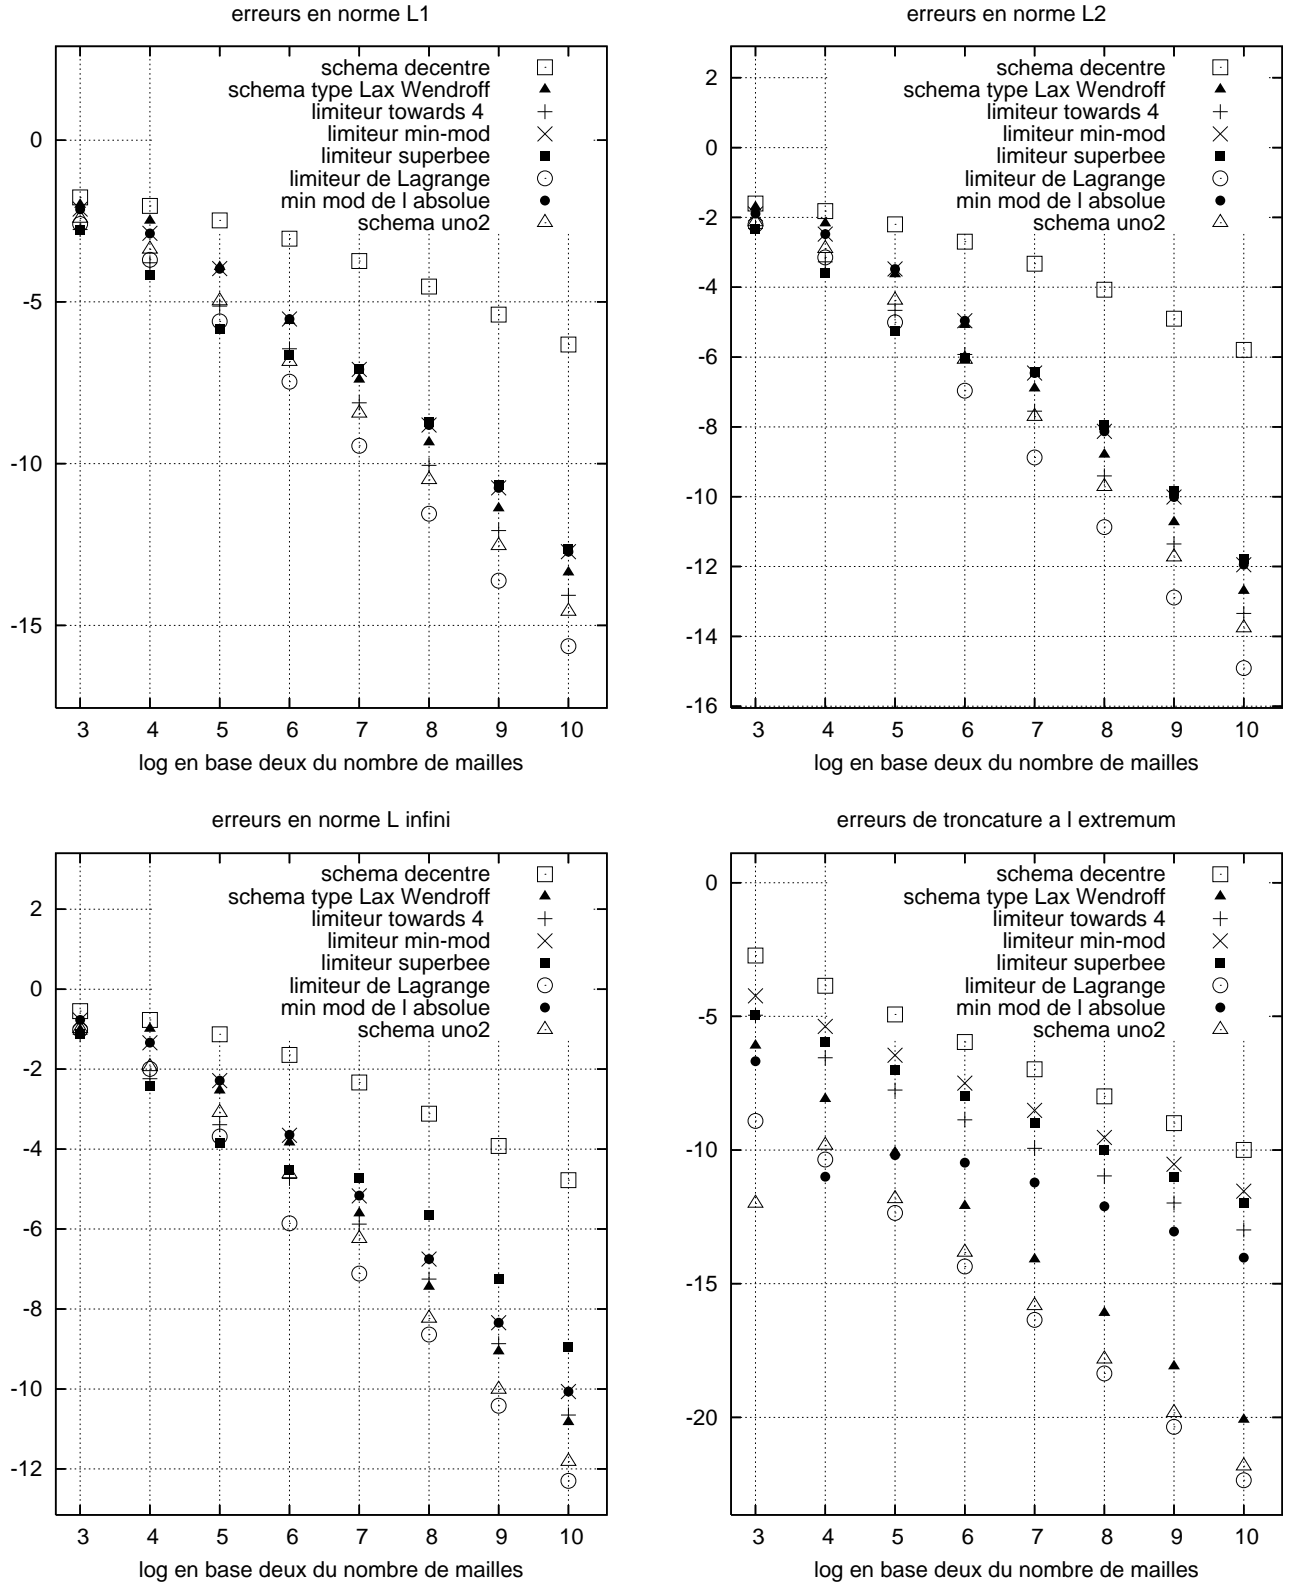 erreurs en norme L1
schema decentre
schema type Lax Wendroff
limiteur towards 4
limiteur min-mod
limiteur superbee
limiteur de Lagrange
min mod de l absolue
schema uno2
0
-5
-10
-15
3 4 5 6 7 8 9 10
log en base deux du nombre de mailles
erreurs en norme L2
schema decentre
schema type Lax Wendroff
limiteur towards 4
limiteur min-mod
limiteur superbee
limiteur de Lagrange
min mod de l absolue
schema uno2
2
0
-2
-4
-6
-8
-10
-12
-14
-16
3 4 5 6 7 8 9 10
log en base deux du nombre de mailles
erreurs en norme L infini
schema decentre
schema type Lax Wendroff
limiteur towards 4
limiteur min-mod
limiteur superbee
limiteur de Lagrange
min mod de l absolue
schema uno2
2
0
-2
-4
-6
-8
-10
-12
3 4 5 6 7 8 9 10
log en base deux du nombre de mailles
erreurs de troncature a l extremum
schema decentre
schema type Lax Wendroff
limiteur towards 4
limiteur min-mod
limiteur superbee
limiteur de Lagrange
min mod de l absolue
schema uno2
0
-5
-10
-15
-20
3 4 5 6 7 8 9 10
log en base deux du nombre de mailles